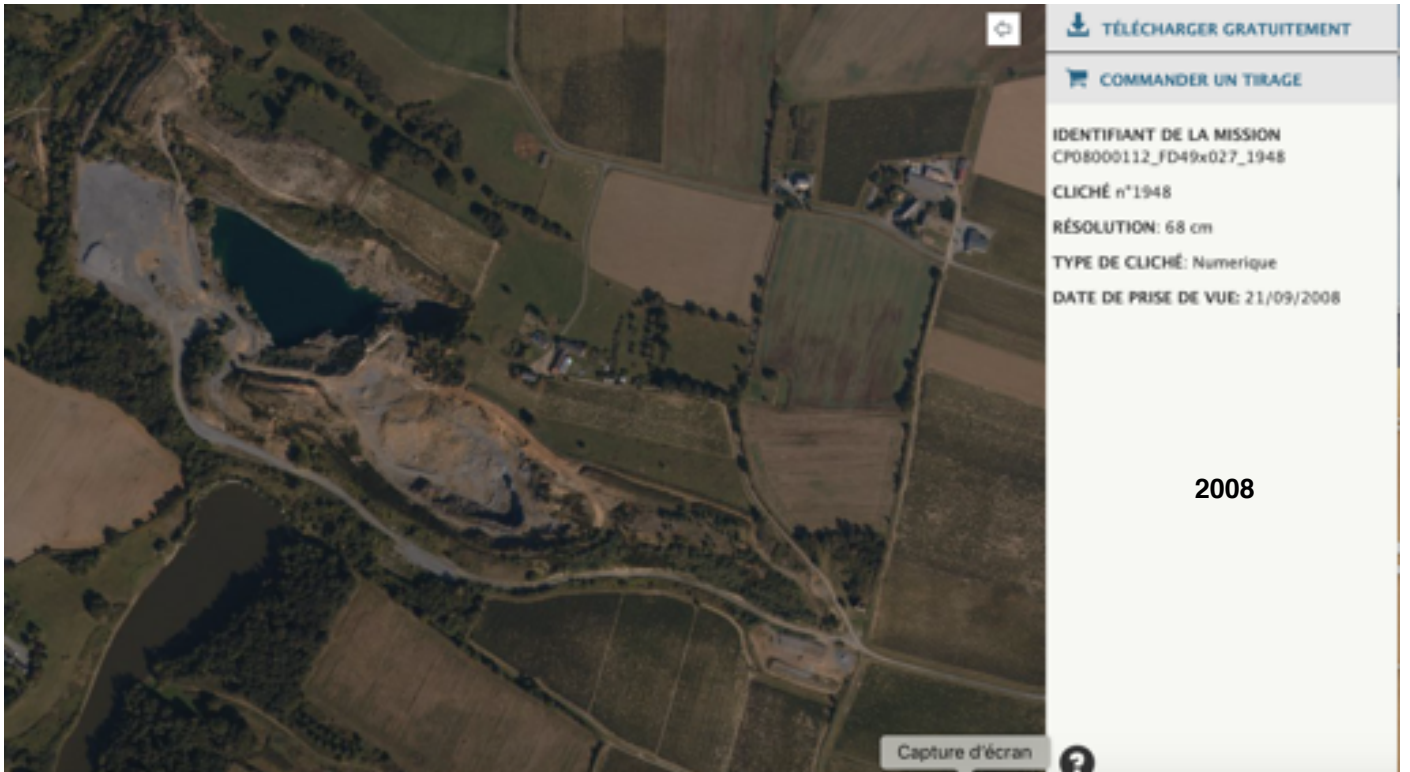 TÉLÉCHARGER GRATUITEMENT
COMMANDER UN TIRAGE
IDENTIFIANT DE LA MISSION
CP08000112_FD49x027_1948
CLICHÉ n°1948
RÉSOLUTION: 68 cm
TYPE DE CLICHÉ: Numerique
DATE DE PRISE DE VUE: 21/09/2008
2008
Capture d'écran
?